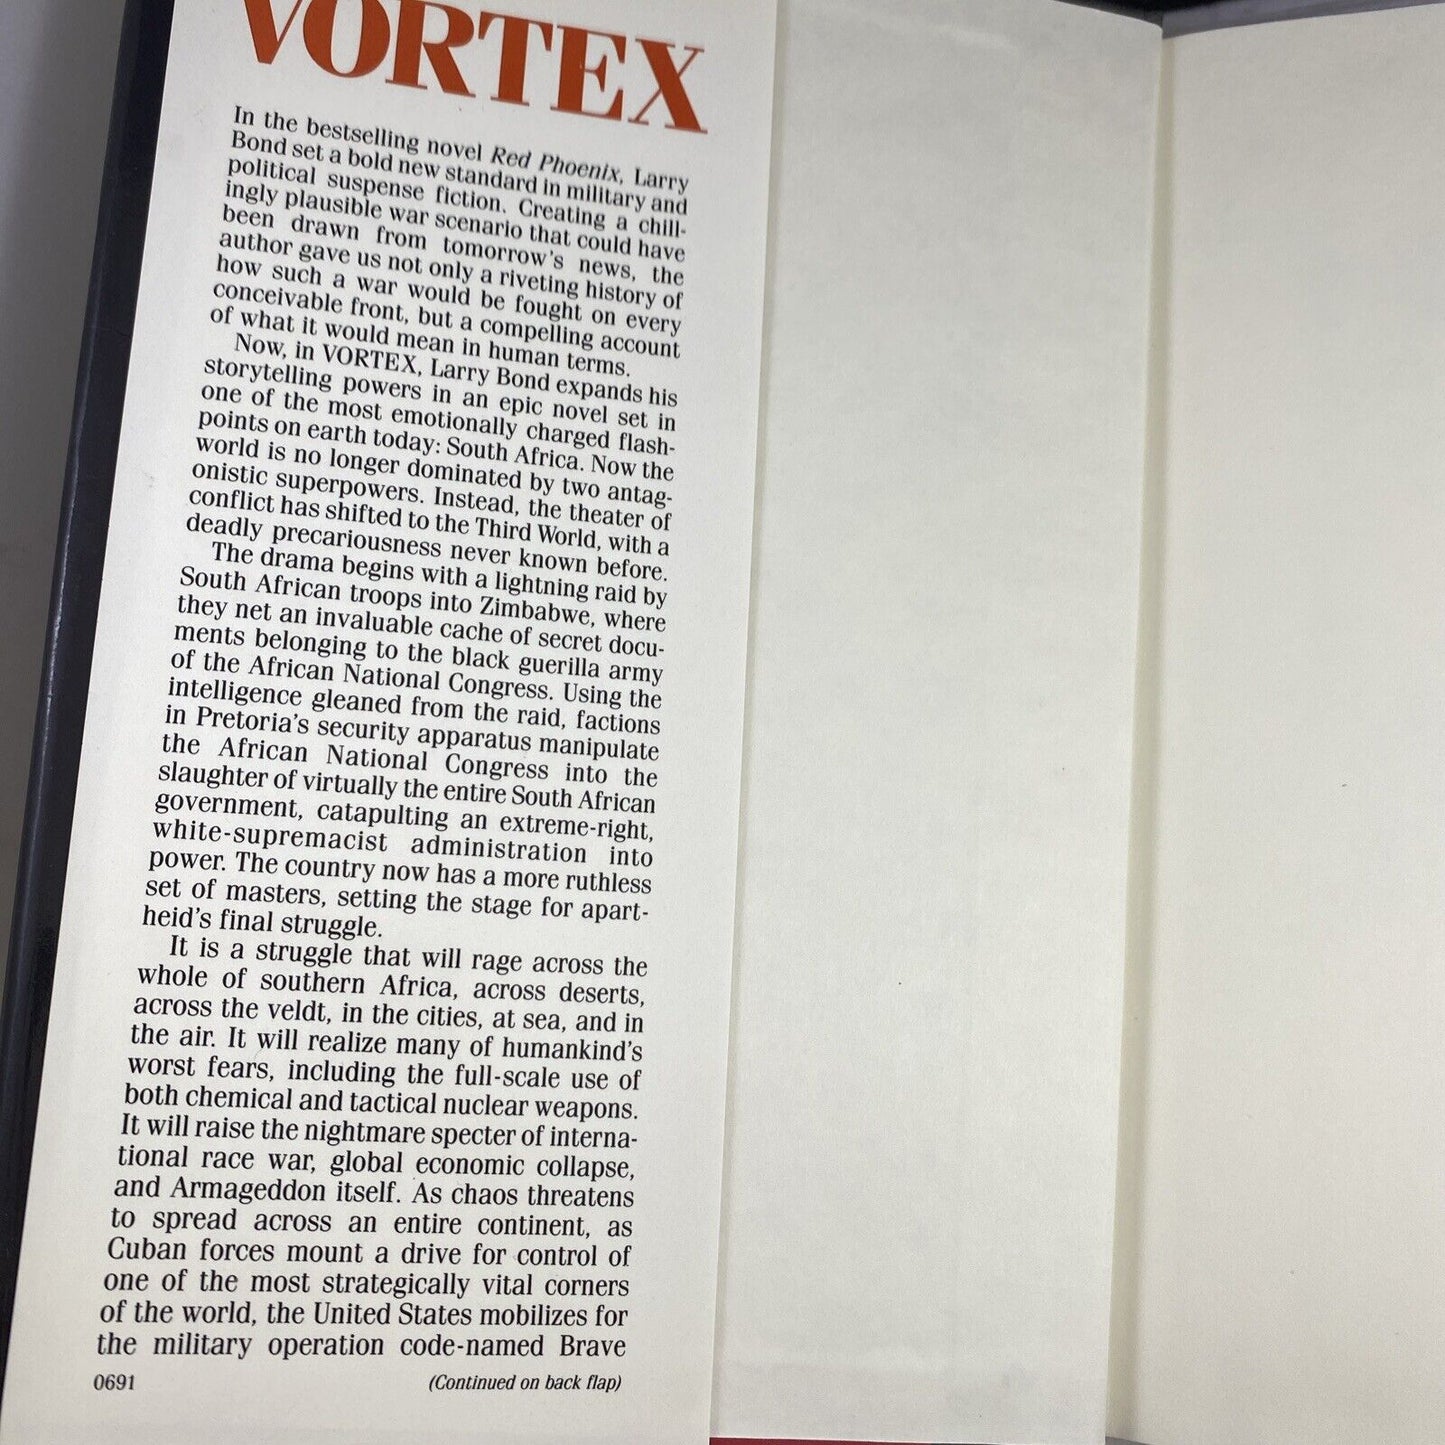 VORTEX
In the bestselling novel Red Phoenix, Larry
Bond set a bold new standard in military and
political suspense fiction. Creating a chill-
ingly plausible war scenario that could have
been drawn from tomorrow's news, the
author gave us not only a riveting history of
how such a war would be fought on every
conceivable front, but a compelling account
of what it would mean in human terms.
Now, in VORTEX, Larry Bond expands his
storytelling powers in an epic novel set in
one of the most emotionally charged flash-
points on earth today: South Africa. Now the
world is no longer dominated by two antag-
onistic superpowers. Instead, the theater of
conflict has shifted to the Third World, with a
deadly precariousness never known before.
The drama begins with a lightning raid by
South African troops into Zimbabwe, where
they net an invaluable cache of secret docu-
ments belonging to the black guerilla army
of the African National Congress. Using the
intelligence gleaned from the raid, factions
in Pretoria's security apparatus manipulate
the African National Congress into the
slaughter of virtually the entire South African
government, catapulting an extreme-right,
white-supremacist administration into
power. The country now has a more ruthless
set of masters, setting the stage for apart-
heid's final struggle.
It is a struggle that will rage across the
whole of southern Africa, across deserts,
across the veldt, in the cities, at sea, and in
the air. It will realize many of humankind's
worst fears, including the full-scale use of
both chemical and tactical nuclear weapons.
It will raise the nightmare specter of interna-
tional race war, global economic collapse,
and Armageddon itself. As chaos threatens
to spread across an entire continent, as
Cuban forces mount a drive for control of
one of the most strategically vital corners
of the world, the United States mobilizes for
the military operation code-named Brave
0691 (Continued on back flap)